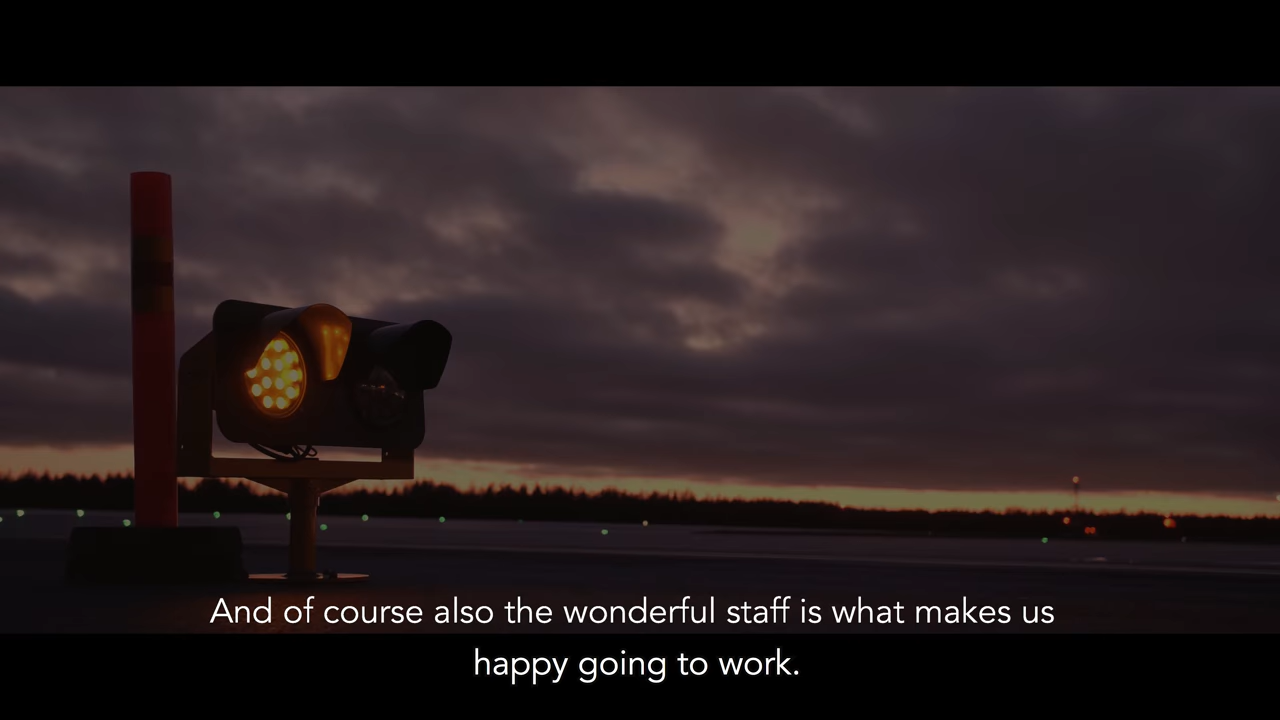 And of course also the wonderful staff is what makes us
happy going to work.